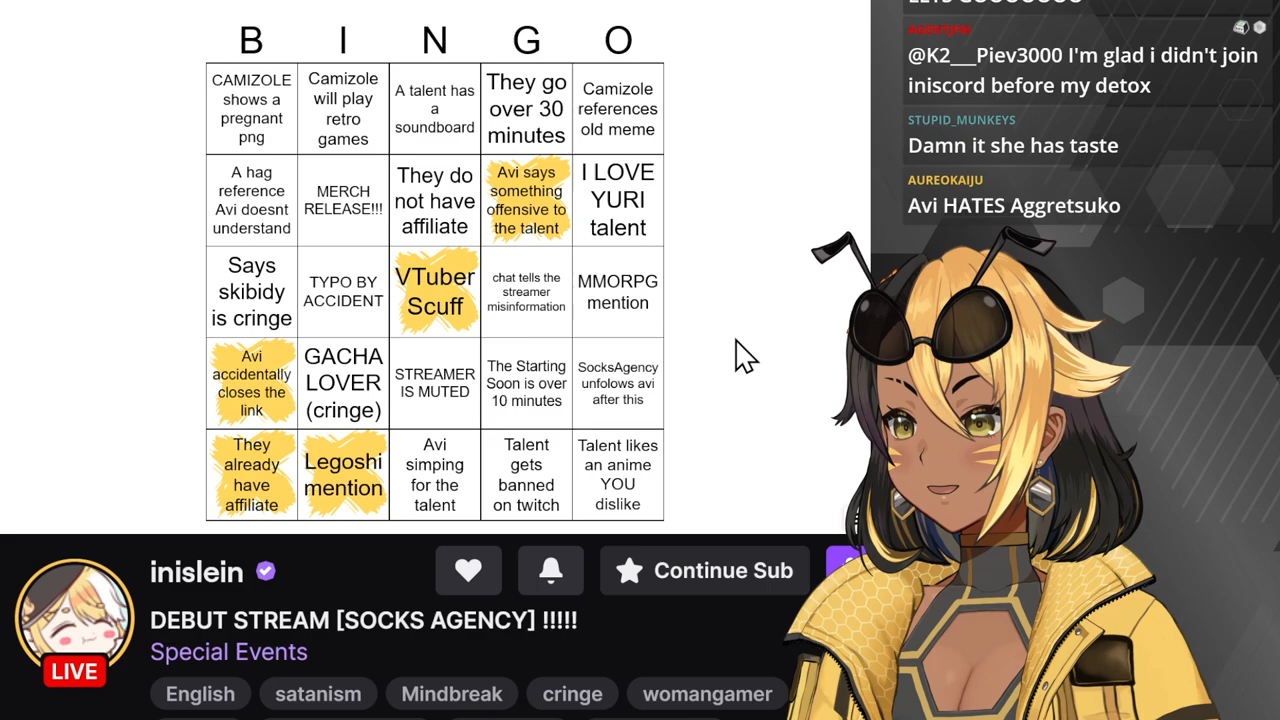 B I N G O
CAMIZOLE
shows a
pregnant
png
Camizole
will play
retro
games
A talent has
a
soundboard
They go
over 30
minutes
Camizole
references
old meme
A hag
reference
Avi doesnt
understand
MERCH
RELEASE!!!
They do
not have
affiliate
Avi says
something
offensive to
the talent
I LOVE
YURI
talent
Says
skibidy
is cringe
TYPO BY
ACCIDENT
VTuber
Scuff
chat tells the
streamer
misinformation
MMORPG
mention
Avi
accidentally
closes the
link
GACHA
LOVER
(cringe)
STREAMER
IS MUTED
The Starting
Soon is over
10 minutes
SocksAgency
unfolows avi
after this
They
already
have
affiliate
Legoshi
mention
Avi
simping
for the
talent
Talent
gets
banned
on twitch
Talent likes
an anime
YOU
dislike
AGENTJFM
@K2___Piev3000 I'm glad i didn't join
iniscord before my detox
STUPID_MUNKEYS
Damn it she has taste
AUREOKAIJU
Avi HATES Aggretsuko
inislein
Continue Sub
DEBUT STREAM [SOCKS AGENCY] !!!!!
Special Events
LIVE
English satanism Mindbreak cringe womangamer